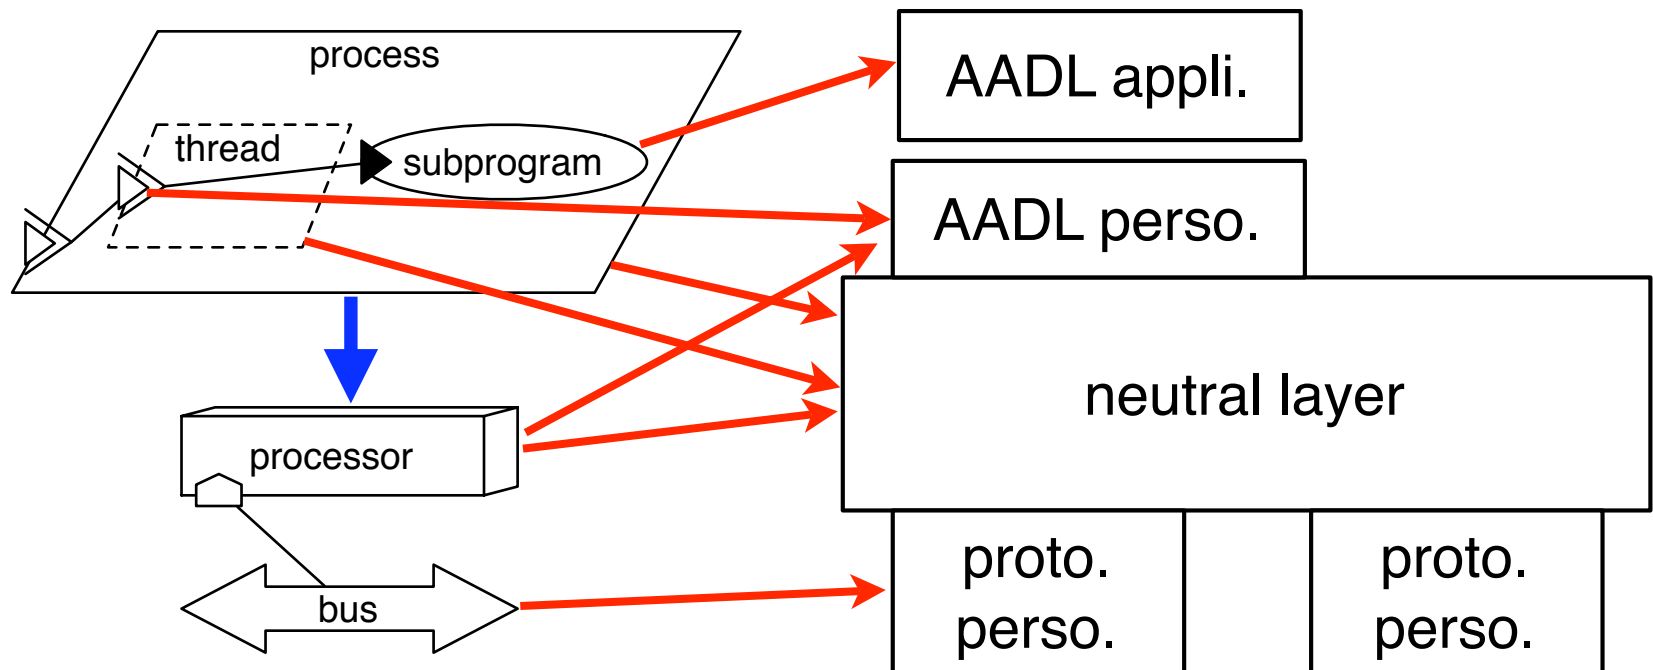 process
thread
subprogram
processor
bus
AADL appli.
AADL perso.
neutral layer
proto.
perso.
proto.
perso.